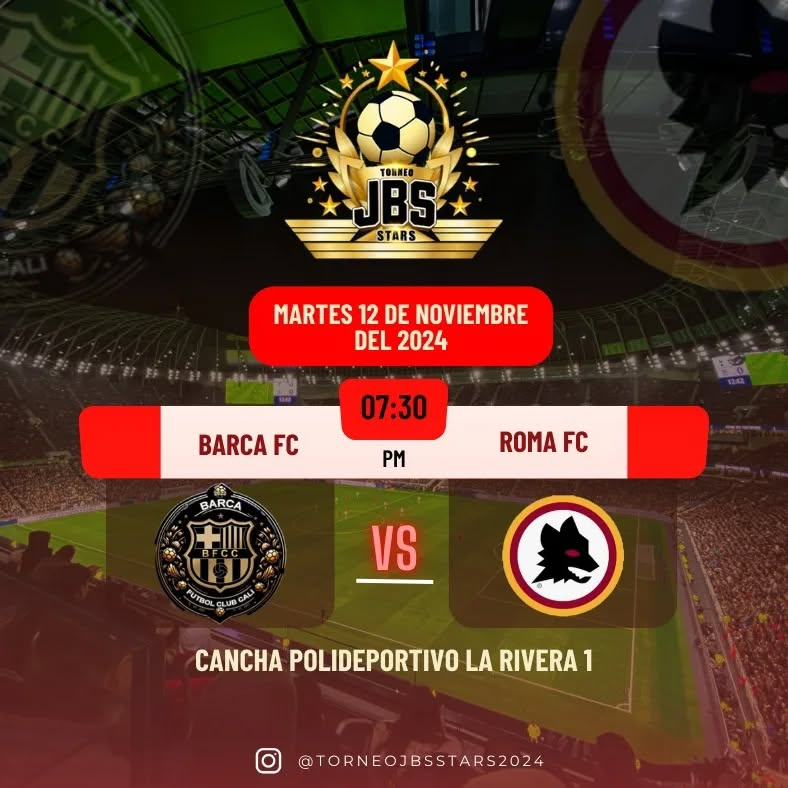 TORNEO
JBS
STARS
MARTES 12 DE NOVIEMBRE
DEL 2024
07:30
BARCA FC
PM
ROMA FC
BARCA
BFCC
FUTBOL CLUB CALI
VS
CANCHA POLIDEPORTIVO LA RIVERA 1
@TORNEOJBSSTARS2024